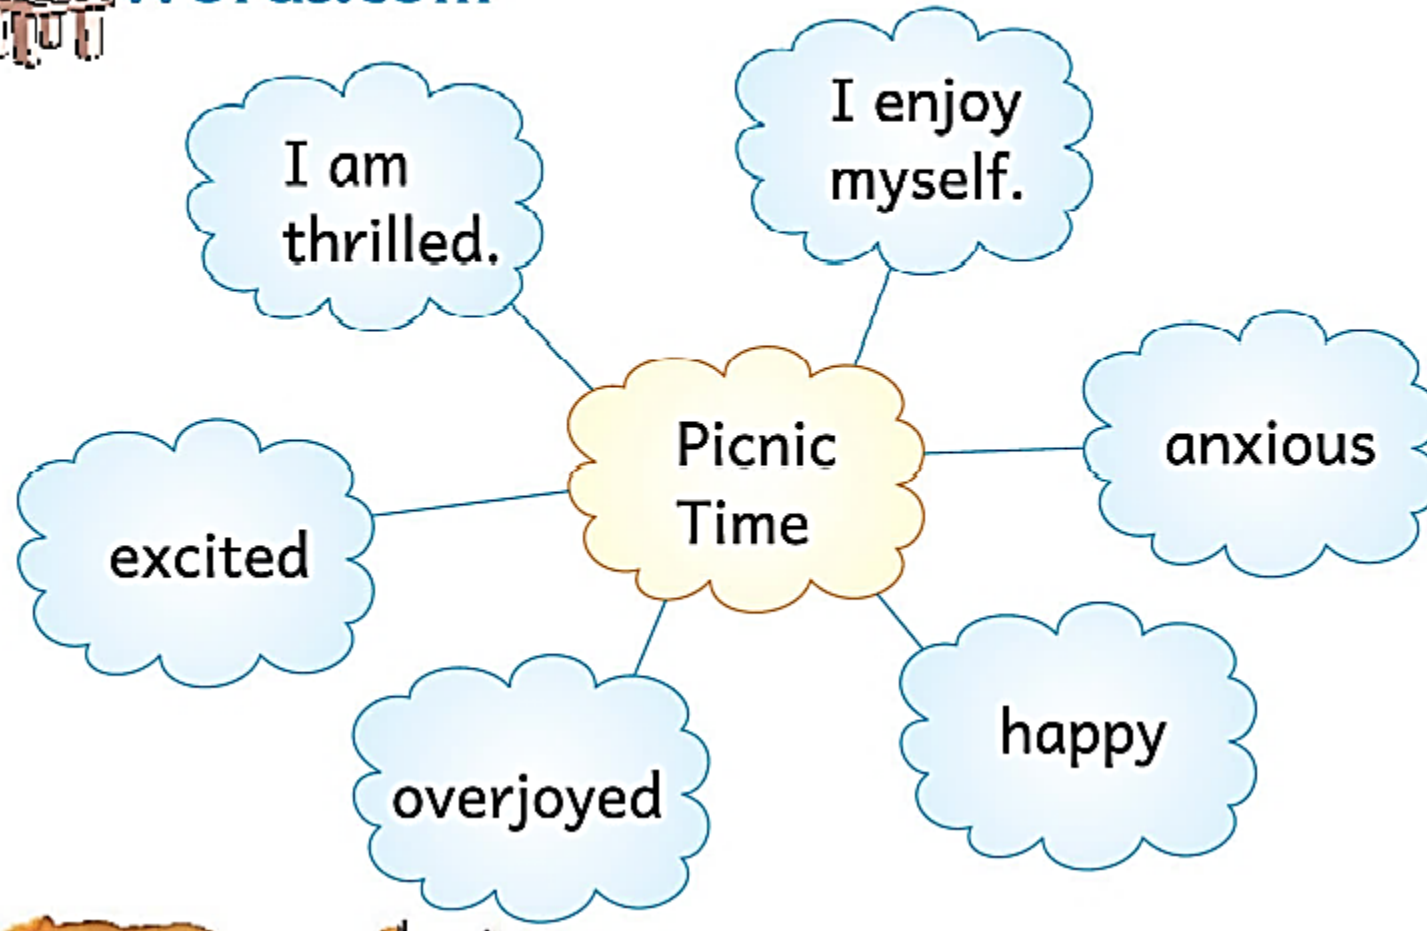 I enjoy
myself.
I am
thrilled.
Picnic
Time
anxious
excited
happy
overjoyed